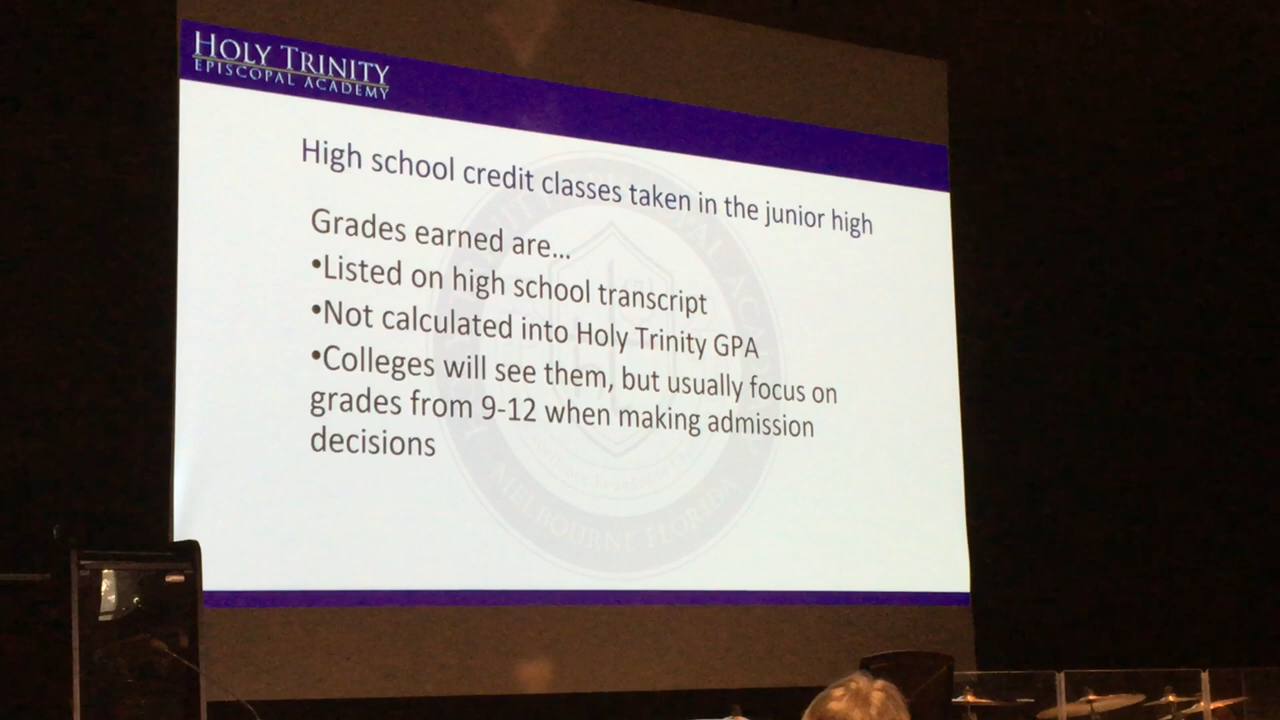 HOLY TRINITY
EPISCOPAL ACADEMY
High school credit classes taken in the junior high
Grades earned are...
•Listed on high school transcript
•Not calculated into Holy Trinity GPA
•Colleges will see them, but usually focus on
grades from 9-12 when making admission
decisions
MELBOURNE FLORIDA